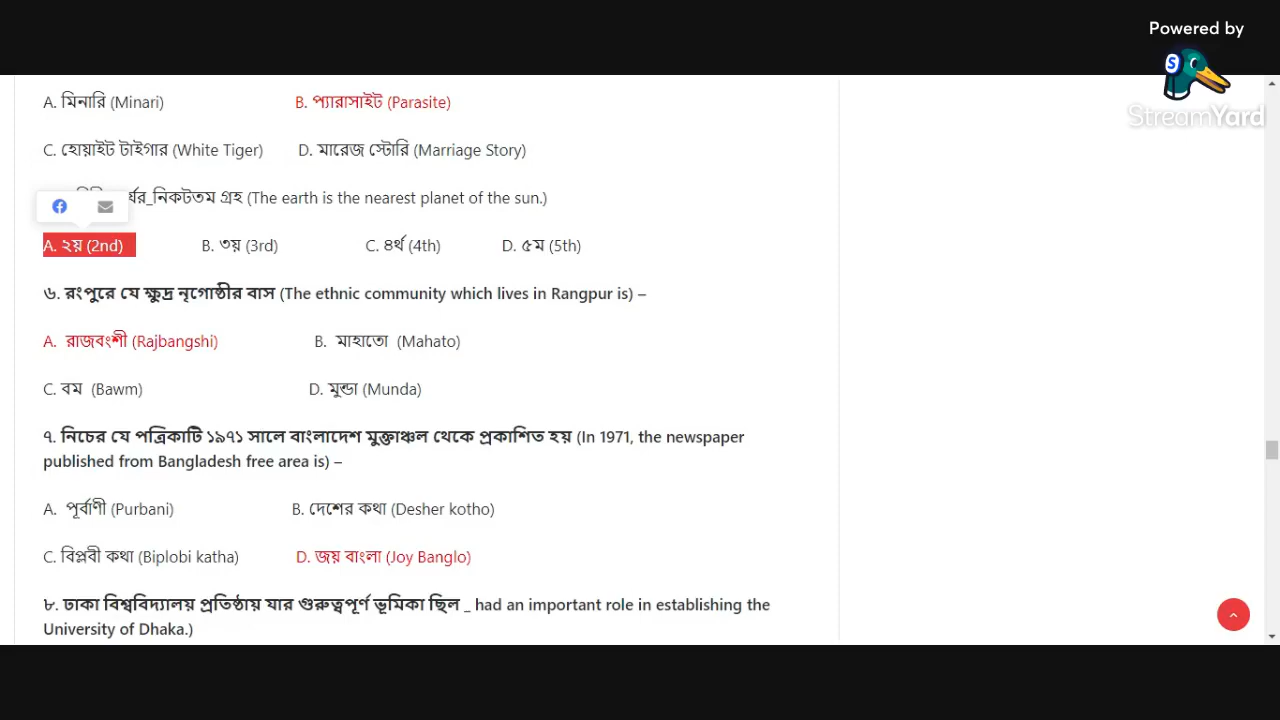 Powered by
StreamYard
A. মিনারি (Minari) B. প্যারাসাইট (Parasite)
C. হোয়াইট টাইগার (White Tiger) D. মারেজ স্টোরি (Marriage Story)
_নিকটতম গ্রহ (The earth is the nearest planet of the sun.)
A. ২য় (2nd) B. ৩য় (3rd) C. ৪র্থ (4th) D. ৫ম (5th)
৬. রংপুরে যে ক্ষুদ্র নৃগোষ্ঠীর বাস (The ethnic community which lives in Rangpur is) –
A. রাজবংশী (Rajbangshi) B. মাহাতো (Mahato)
C. বম (Bawm) D. মুন্ডা (Munda)
৭. নিচের যে পত্রিকাটি ১৯৭১ সালে বাংলাদেশ মুক্তাঞ্চল থেকে প্রকাশিত হয় (In 1971, the newspaper
published from Bangladesh free area is) –
A. পূর্বাণী (Purbani) B. দেশের কথা (Desher kotho)
C. বিপ্লবী কথা (Biplobi katha) D. জয় বাংলা (Joy Banglo)
৮. ঢাকা বিশ্ববিদ্যালয় প্রতিষ্ঠায় যার গুরুত্বপূর্ণ ভূমিকা ছিল _ had an important role in establishing the
University of Dhaka.)